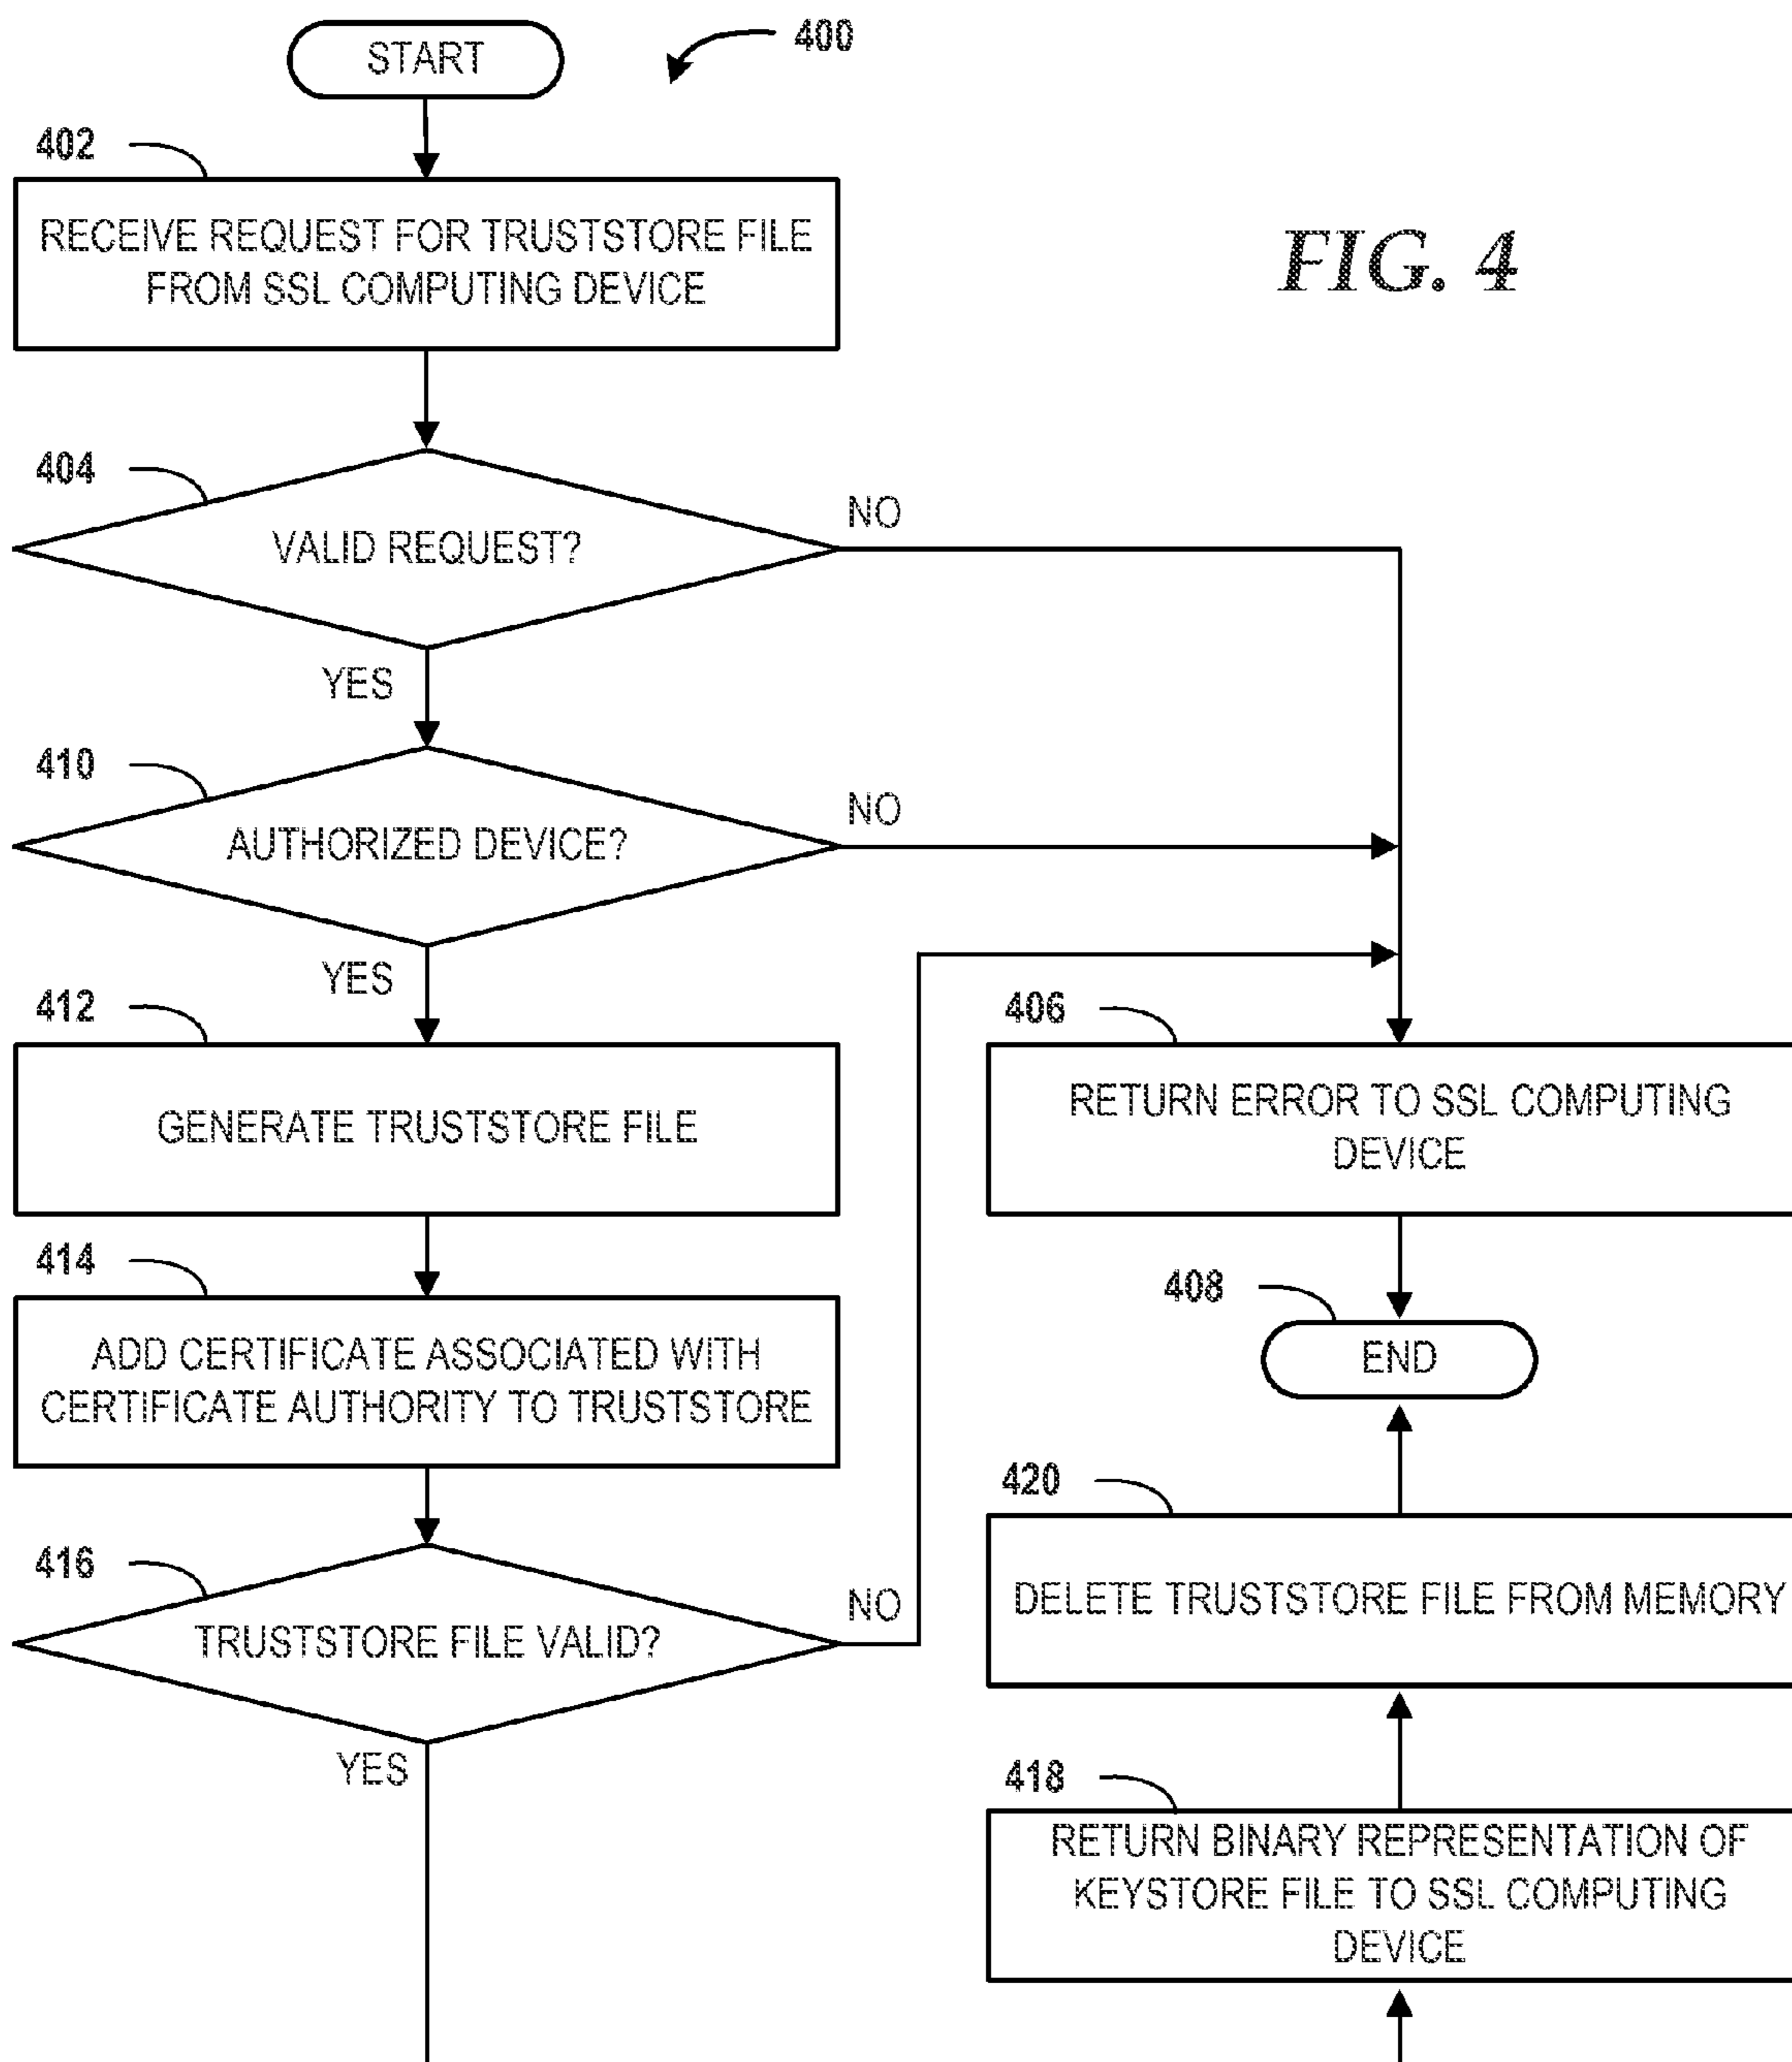 START
400
402
RECEIVE REQUEST FOR TRUSTSTORE FILE
FROM SSL COMPUTING DEVICE
FIG. 4
404
VALID REQUEST?
NO
YES
410
AUTHORIZED DEVICE?
NO
YES
412
GENERATE TRUSTSTORE FILE
406
RETURN ERROR TO SSL COMPUTING
DEVICE
414
ADD CERTIFICATE ASSOCIATED WITH
CERTIFICATE AUTHORITY TO TRUSTSTORE
408
END
416
TRUSTSTORE FILE VALID?
NO
YES
420
DELETE TRUSTSTORE FILE FROM MEMORY
418
RETURN BINARY REPRESENTATION OF
KEYSTORE FILE TO SSL COMPUTING
DEVICE